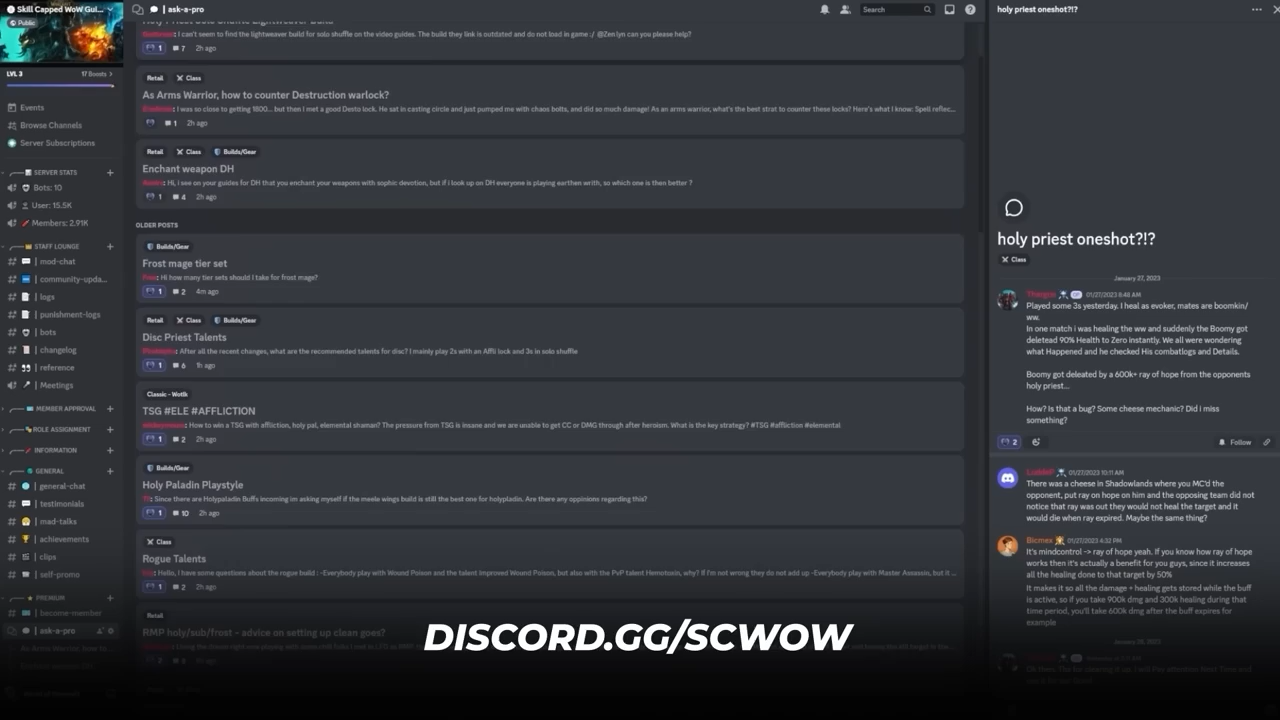 Skill Capped WoW Gui...
Public
LVL 3
17 Boosts
Events
Browse Channels
Server Subscriptions
SERVER STATS
Bots: 10
User: 15.5K
Members: 2.91K
STAFF LOUNGE
mod-chat
community-upda...
logs
punishment-logs
bots
changelog
reference
Meetings
MEMBER APPROVAL
ROLE ASSIGNMENT
INFORMATION
GENERAL
general-chat
testimonials
mad-talks
achievements
clips
self-promo
PREMIUM
become-member
ask-a-pro
As Arms Warrior, how to
ask-a-pro
Search
I can't seem to find the lightweaver build for solo shuffle on the video guides. The build they link is outdated and do not load in game :/ @Zenlyn can you please help?
1 7 2h ago
Retail Class
As Arms Warrior, how to counter Destruction warlock?
I was so close to getting 1800... but then I met a good Desto lock. He sat in casting circle and just pumped me with chaos bolts, and did so much damage! As an arms warrior, what's the best strat to counter these locks? Here's what I know: Spell reflec...
1 2h ago
Retail Class Builds/Gear
Enchant weapon DH
Hi, i see on your guides for DH that you enchant your weapons with sophic devotion, but if i look up on DH everyone is playing earthen writh, so which one is then better ?
1 4 2h ago
OLDER POSTS
Builds/Gear
Frost mage tier set
Hi how many tier sets should I take for frost mage?
1 2 4m ago
Retail Class Builds/Gear
Disc Priest Talents
After all the recent changes, what are the recommended talents for disc? I mainly play 2s with an Affli lock and 3s in solo shuffle
1 6 1h ago
Classic - Wotlk
TSG #ELE #AFFLICTION
How to win a TSG with affliction, holy pal, elemental shaman? The pressure from TSG is insane and we are unable to get CC or DMG through after heroism. What is the key strategy? #TSG #affliction #elemental
1 2 2h ago
Builds/Gear
Holy Paladin Playstyle
Since there are Holypaladin Buffs incoming im asking myself if the meele wings build is still the best one for holypladin. Are there any oppinions regarding this?
1 10 2h ago
Class
Rogue Talents
Hello, I have some questions about the rogue build : -Everybody play with Wound Poison and the talent Improved Wound Poison, but also with the PvP talent Hemotoxin, why? If I'm not wrong they do not add up -Everybody play with Master Assassin, but it ...
1 2 2h ago
Retail
RMP holy/sub/frost - advice on setting up clean goes?
DISCORD.GG/SCWOW
holy priest oneshot?!?
holy priest oneshot?!?
Class
January 27, 2023
01/27/2023 8:48 AM
Played some 3s yesterday. I heal as evoker, mates are boomkin/
ww.
In one match i was healing the ww and suddenly the Boomy got
deletead 90% Health to Zero instantly. We all were wondering
what Happened and he checked His combatlogs and Details.
Boomy got deleated by a 600k+ ray of hope from the opponents
holy priest...
How? Is that a bug? Some cheese mechanic? Did i miss
something?
2
Follow
01/27/2023 10:11 AM
There was a cheese in Shadowlands where you MC'd the
opponent, put ray on hope on him and the opposing team did not
notice that ray was out they would not heal the target and it
would die when ray expired. Maybe the same thing?
Bicmex 01/27/2023 4:32 PM
It's mindcontrol -> ray of hope yeah. If you know how ray of hope
works then it's actually a benefit for you guys, since it increases
all the healing done to that target by 50%
It makes it so all the damage + healing gets stored while the buff
is active, so if you take 900k dmg and 300k healing during that
time period, you'll take 600k dmg after the buff expires for
example